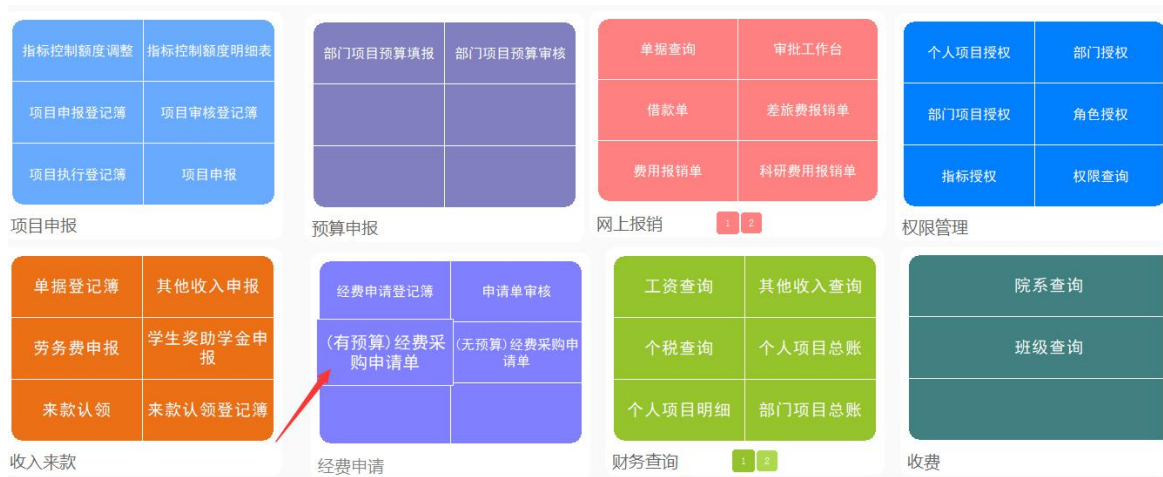 指标控制额度调整 指标控制额度明细表
项目申报登记簿 项目审核登记簿
项目执行登记簿 项目申报
项目申报
部门项目预算填报 部门项目预算审核
预算申报
单据查询 审批工作台
借款单 差旅费报销单
费用报销单 科研费用报销单
网上报销 1 2
个人项目授权 部门授权
部门项目授权 角色授权
指标授权 权限查询
权限管理
单据登记簿 其他收入申报
劳务费申报 学生奖助学金申
报
来款认领 来款认领登记簿
收入来款
经费申请登记簿 申请单审核
(有预算)经费采
购申请单
(无预算)经费采购申
请单
经费申请
工资查询 其他收入查询
个税查询 个人项目总账
个人项目明细 部门项目总账
财务查询 1 2
院系查询
班级查询
收费